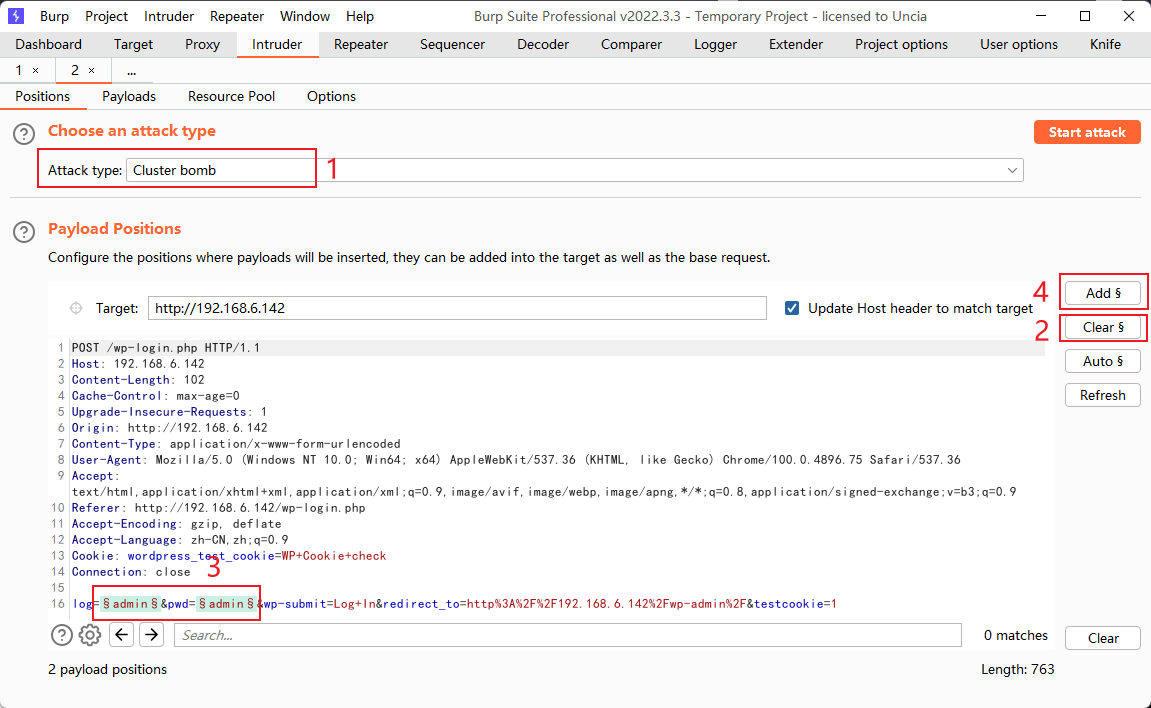 Burp Project Intruder Repeater Window Help Burp Suite Professional v2022.3.3 - Temporary Project - licensed to Uncia
Dashboard Target Proxy Intruder Repeater Sequencer Decoder Comparer Logger Extender Project options User options Knife
1 × 2 × ...
Positions Payloads Resource Pool Options
? Choose an attack type Start attack
Attack type: Cluster bomb 1
? Payload Positions
Configure the positions where payloads will be inserted, they can be added into the target as well as the base request.
4 Add §
Target: http://192.168.6.142 Update Host header to match target
2 Clear §
Auto §
Refresh
1 POST /wp-login.php HTTP/1.1
2 Host: 192.168.6.142
3 Content-Length: 102
4 Cache-Control: max-age=0
5 Upgrade-Insecure-Requests: 1
6 Origin: http://192.168.6.142
7 Content-Type: application/x-www-form-urlencoded
8 User-Agent: Mozilla/5.0 (Windows NT 10.0; Win64; x64) AppleWebKit/537.36 (KHTML, like Gecko) Chrome/100.0.4896.75 Safari/537.36
9 Accept:
text/html,application/xhtml+xml,application/xml;q=0.9,image/avif,image/webp,image/apng,*/*;q=0.8,application/signed-exchange;v=b3;q=0.9
10 Referer: http://192.168.6.142/wp-login.php
11 Accept-Encoding: gzip, deflate
12 Accept-Language: zh-CN,zh;q=0.9
13 Cookie: wordpress_test_cookie=WP+Cookie+check
14 Connection: close
3
15
16 log=§admin§&pwd=§admin§&wp-submit=Log+In&redirect_to=http%3A%2F%2F192.168.6.142%2Fwp-admin%2F&testcookie=1
? Search... 0 matches Clear
2 payload positions Length: 763